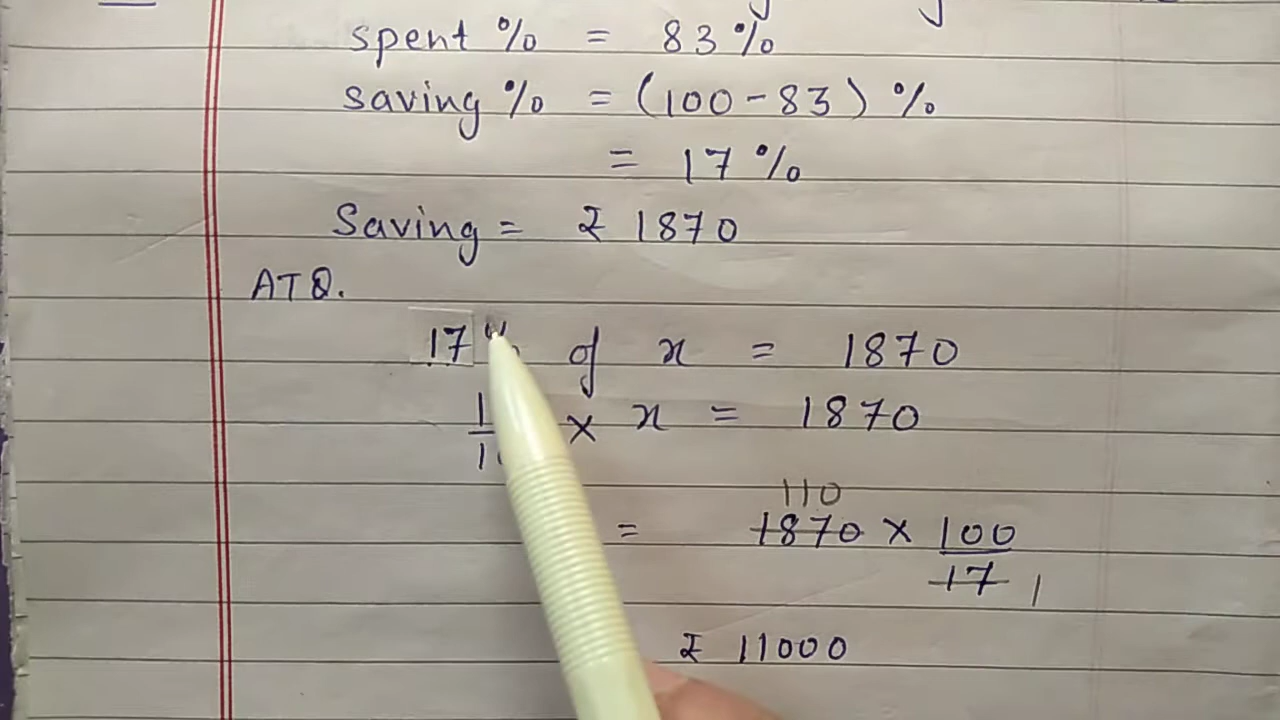 spent % = 83%
saving % = (100-83) %
= 17 %
Saving = ₹ 1870
ATQ.
17% of x = 1870
× x = 1870
110
= 1870 × 100
17 1
₹ 11000